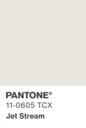 PANTONE®
11-0605 TCX
Jet Stream